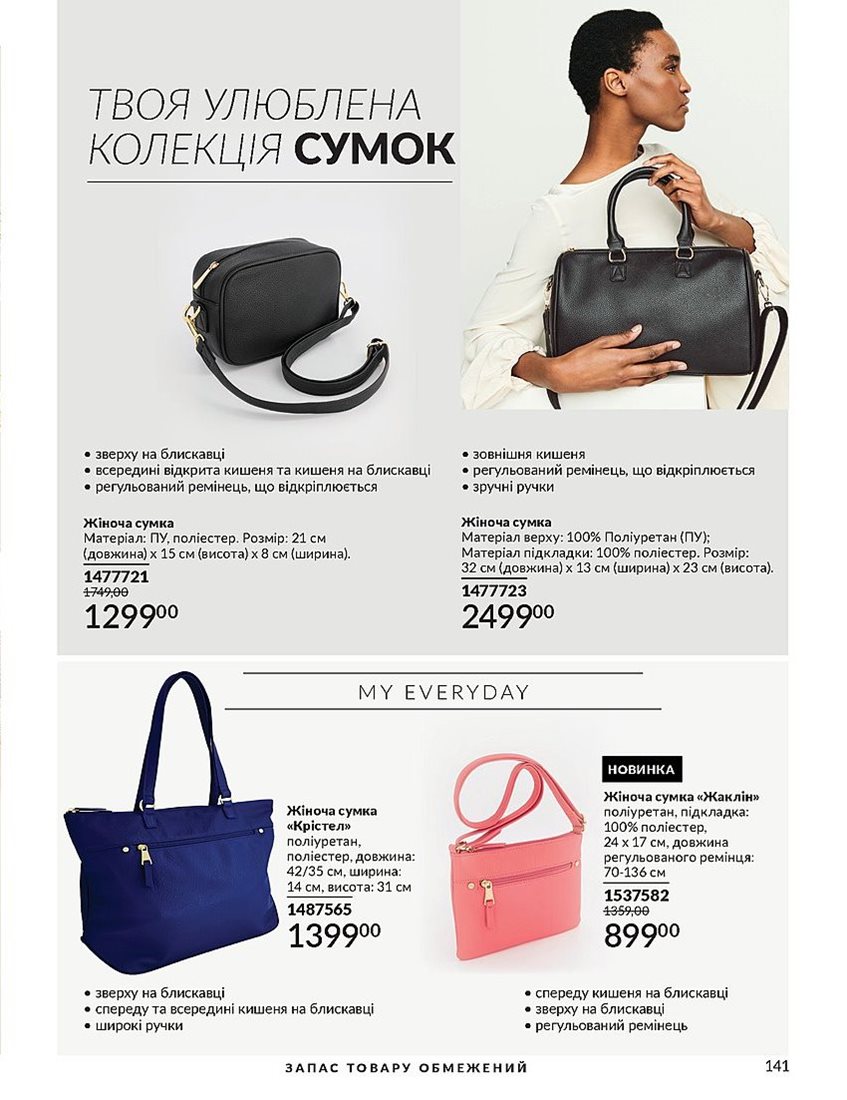 ТВОЯ УЛЮБЛЕНА
КОЛЕКЦІЯ СУМОК
• зверху на блискавці
• всередині відкрита кишеня та кишеня на блискавці
• регульований ремінець, що відкріплюється
Жіноча сумка
Матеріал: ПУ, поліестер. Розмір: 21 см
(довжина) x 15 см (висота) x 8 см (ширина).
1477721
1749,00
129900
• зовнішня кишеня
• регульований ремінець, що відкріплюється
• зручні ручки
Жіноча сумка
Матеріал верху: 100% Поліуретан (ПУ);
Матеріал підкладки: 100% поліестер. Розмір:
32 см (довжина) x 13 см (ширина) x 23 см (висота).
1477723
249900
MY EVERYDAY
Жіноча сумка
«Крістел»
поліуретан,
поліестер, довжина:
42/35 см, ширина:
14 см, висота: 31 см
1487565
139900
• зверху на блискавці
• спереду та всередині кишеня на блискавці
• широкі ручки
НОВИНКА
Жіноча сумка «Жаклін»
поліуретан, підкладка:
100% поліестер,
24 x 17 см, довжина
регульованого ремінця:
70-136 см
1537582
1359,00
89900
• спереду кишеня на блискавці
• зверху на блискавці
• регульований ремінець
ЗАПАС ТОВАРУ ОБМЕЖЕНИЙ
141